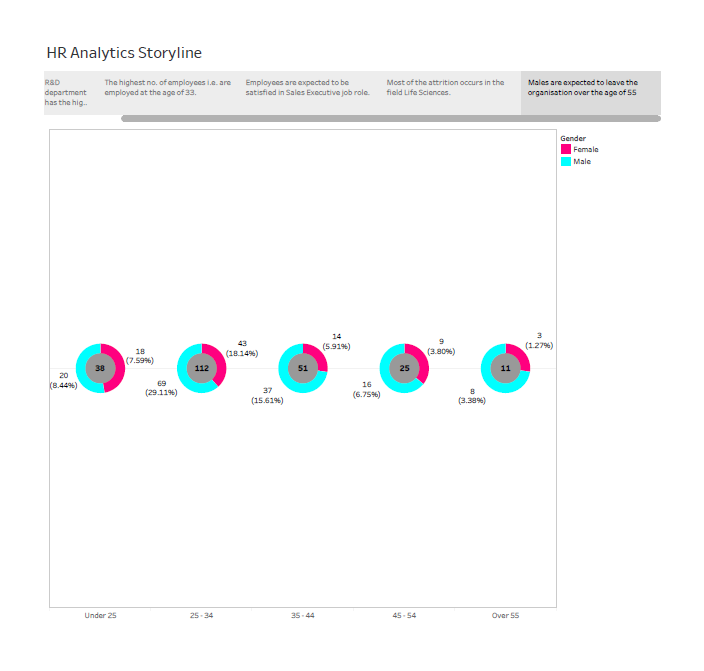 HR Analytics Storyline
R&D
department
has the hig..
The highest no. of employees i.e. are
employed at the age of 33.
Employees are expected to be
satisfied in Sales Executive job role.
Most of the attrition occurs in the
field Life Sciences.
Males are expected to leave the
organisation over the age of 55
Gender
Female
Male
38
18
(7.59%)
20
(8.44%)
112
43
(18.14%)
69
(29.11%)
51
14
(5.91%)
37
(15.61%)
25
9
(3.80%)
16
(6.75%)
11
3
(1.27%)
8
(3.38%)
Under 25
25 - 34
35 - 44
45 - 54
Over 55